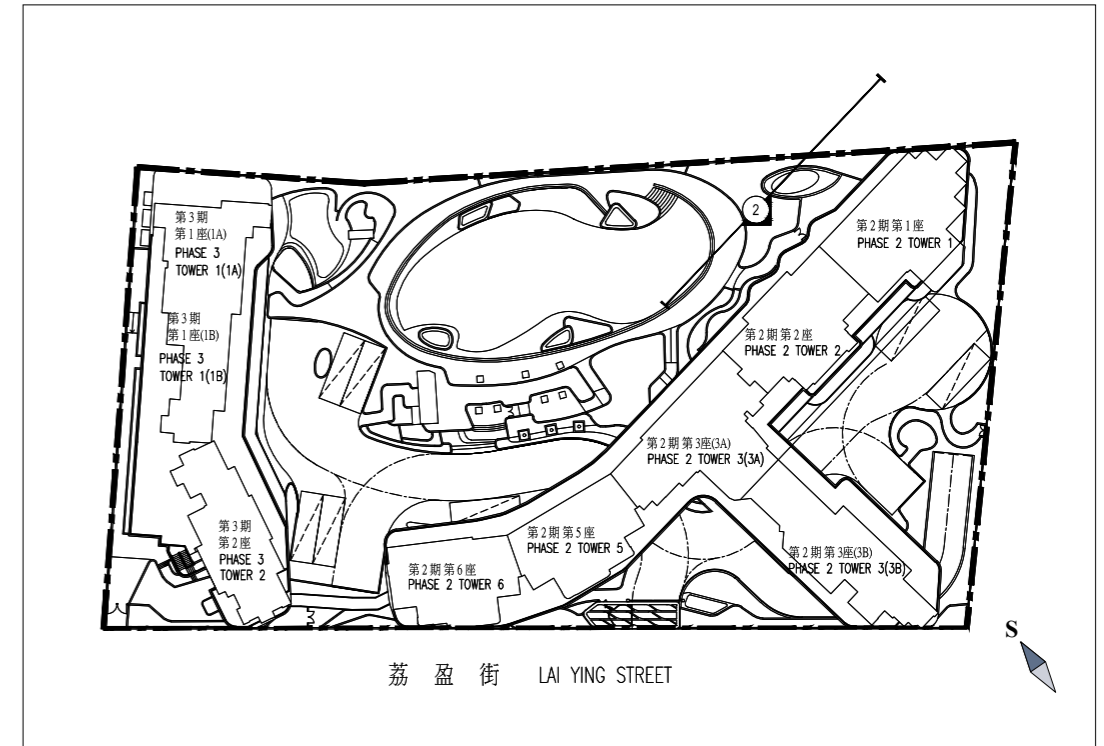 2
第2期第1座
PHASE 2 TOWER 1
第3期
第1座(1A)
PHASE 3
TOWER 1(1A)
第3期
第1座(1B)
PHASE 3
TOWER 1(1B)
第2期第2座
PHASE 2 TOWER 2
第2期第3座(3A)
PHASE 2 TOWER 3(3A)
第3期
第2座
PHASE 3
TOWER 2
第2期第5座
PHASE 2 TOWER 5
第2期第3座(3B)
PHASE 2 TOWER 3(3B)
第2期第6座
PHASE 2 TOWER 6
S
荔盈街 LAI YING STREET